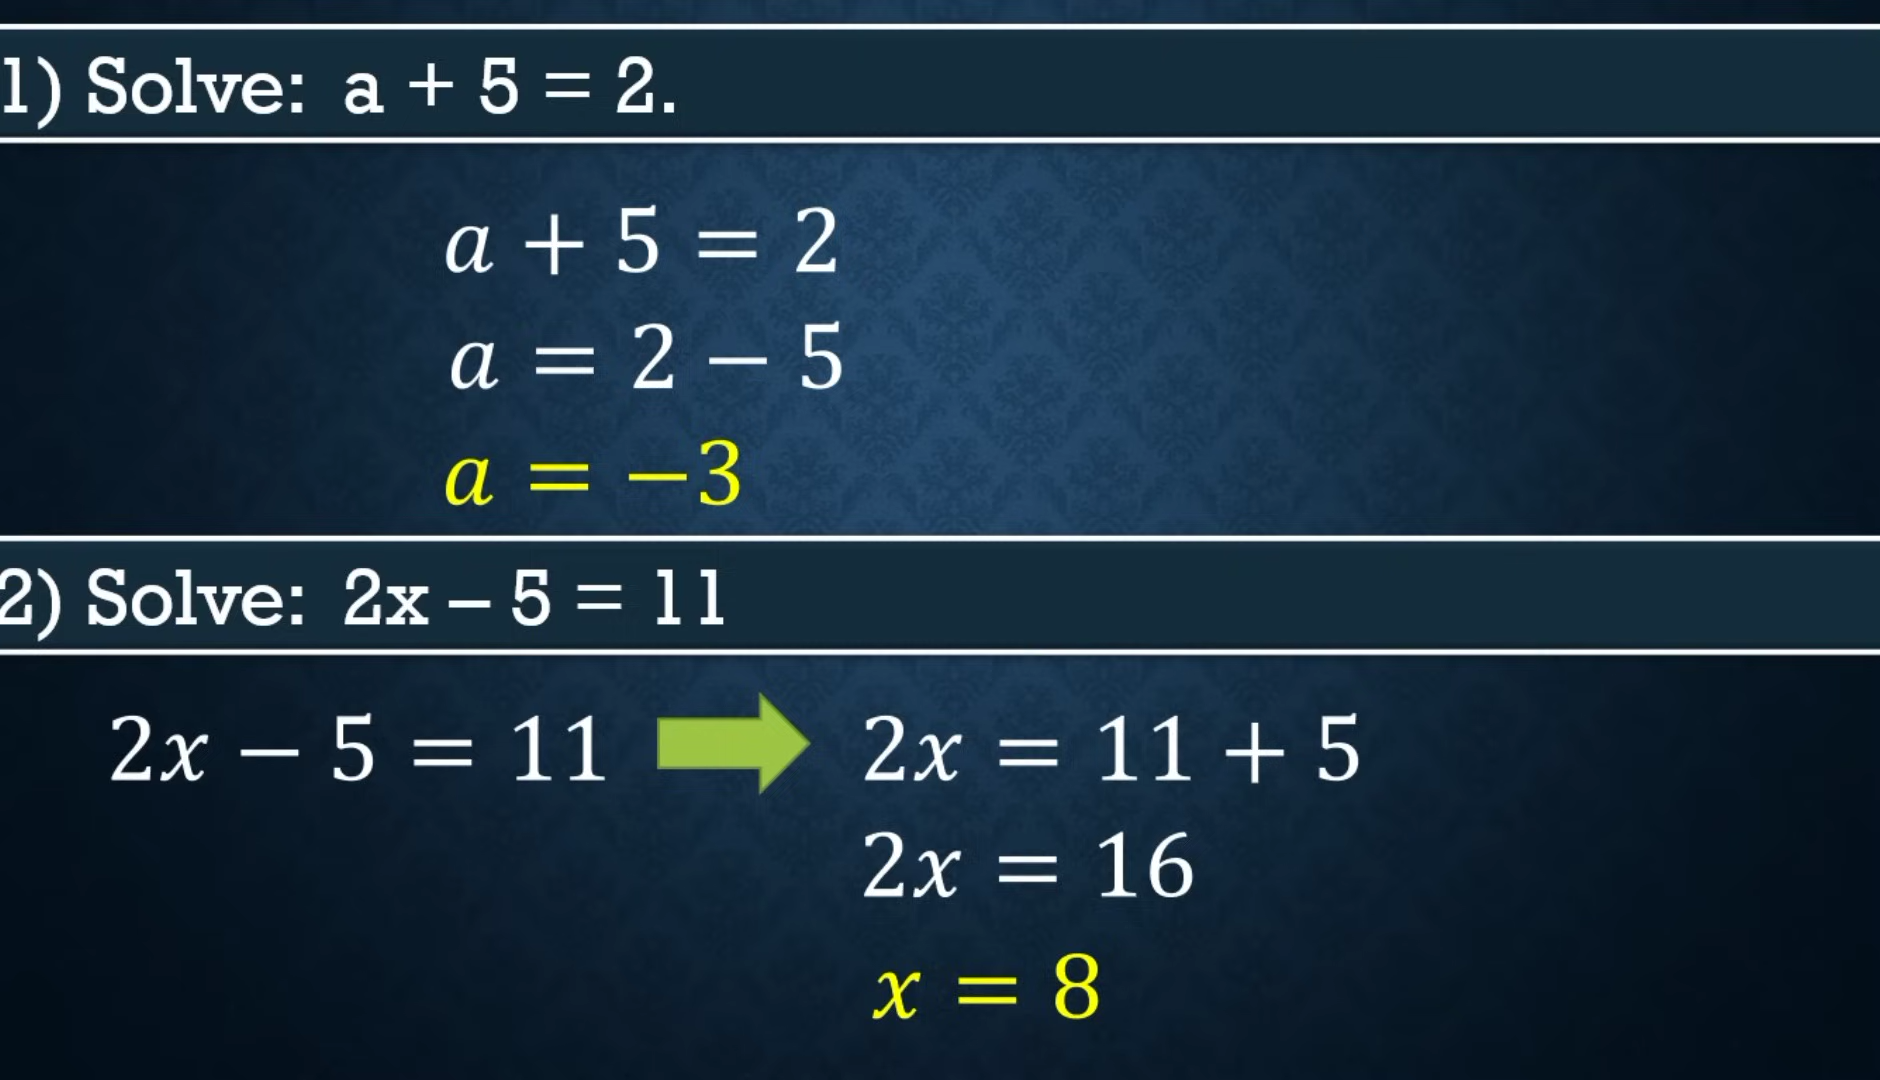 1) Solve: a + 5 = 2.
a + 5 = 2
a = 2 − 5
a = −3
2) Solve: 2x – 5 = 11
2x − 5 = 11 2x = 11 + 5
2x = 16
x = 8